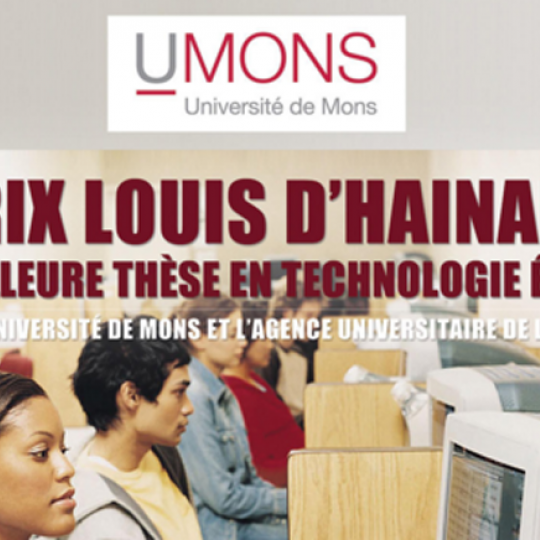 UMONS
Université de Mons
RIX LOUIS D'HAINA
LEURE THÈSE EN TECHNOLOGIE É
NIVERSITÉ DE MONS ET L'AGENCE UNIVERSITAIRE DE L